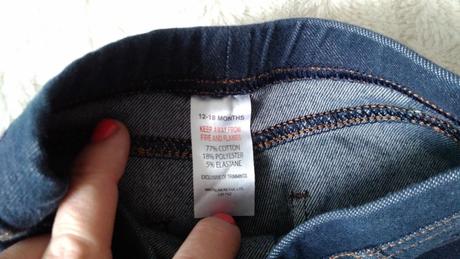 12-18 MONTHS
KEEP AWAY FROM
FIRE AND FLAMES
77% COTTON
18% POLYESTER
5% ELASTANE
EXCLUSIVE OF TRIMMINGS